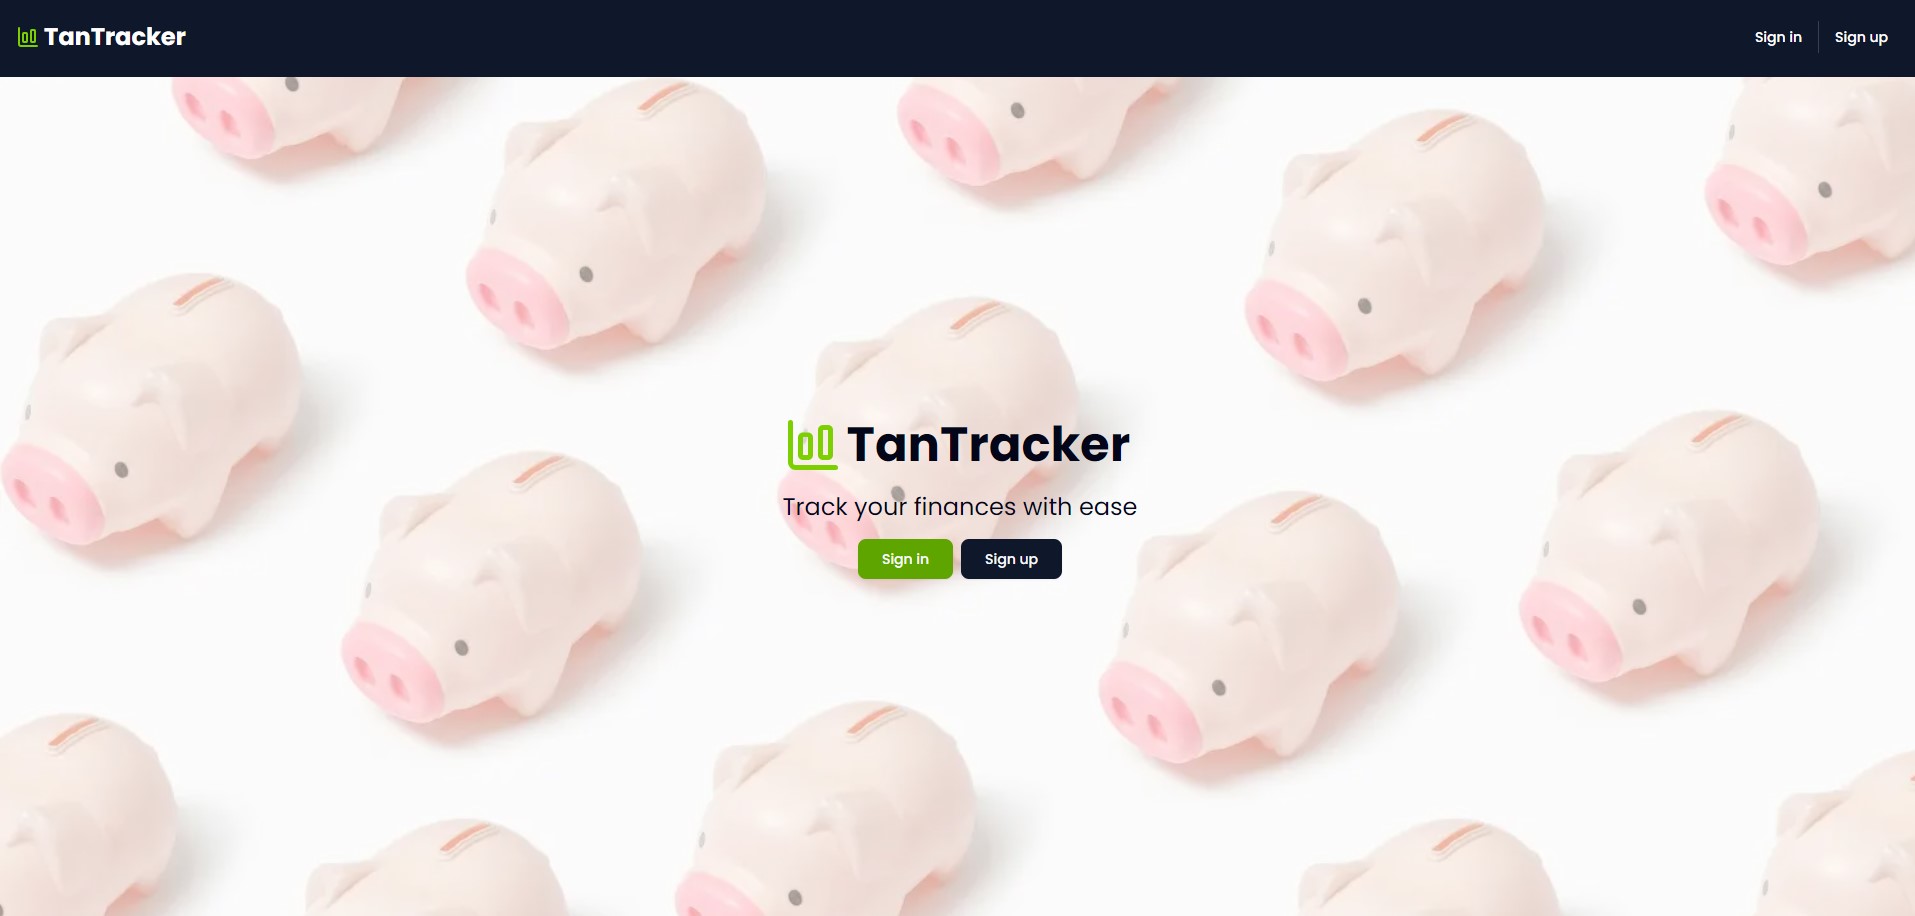 TanTracker
Sign in
Sign up
TanTracker
Track your finances with ease
Sign in
Sign up